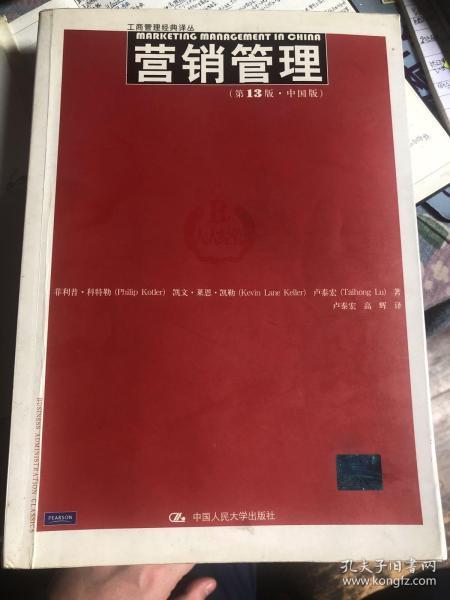 工商管理经典译丛
MARKETING MANAGEMENT IN CHINA
营销管理
(第13版·中国版)
菲利普·科特勒 (Philip Kotler) 凯文·莱恩·凯勒 (Kevin Lane Keller) 卢泰宏 (Taihong Lu) 著
卢泰宏 高辉 译
BUSINESS ADMINISTRATION CLASSICS
PEARSON
中国人民大学出版社
孔夫子旧书网
www.kongfz.com